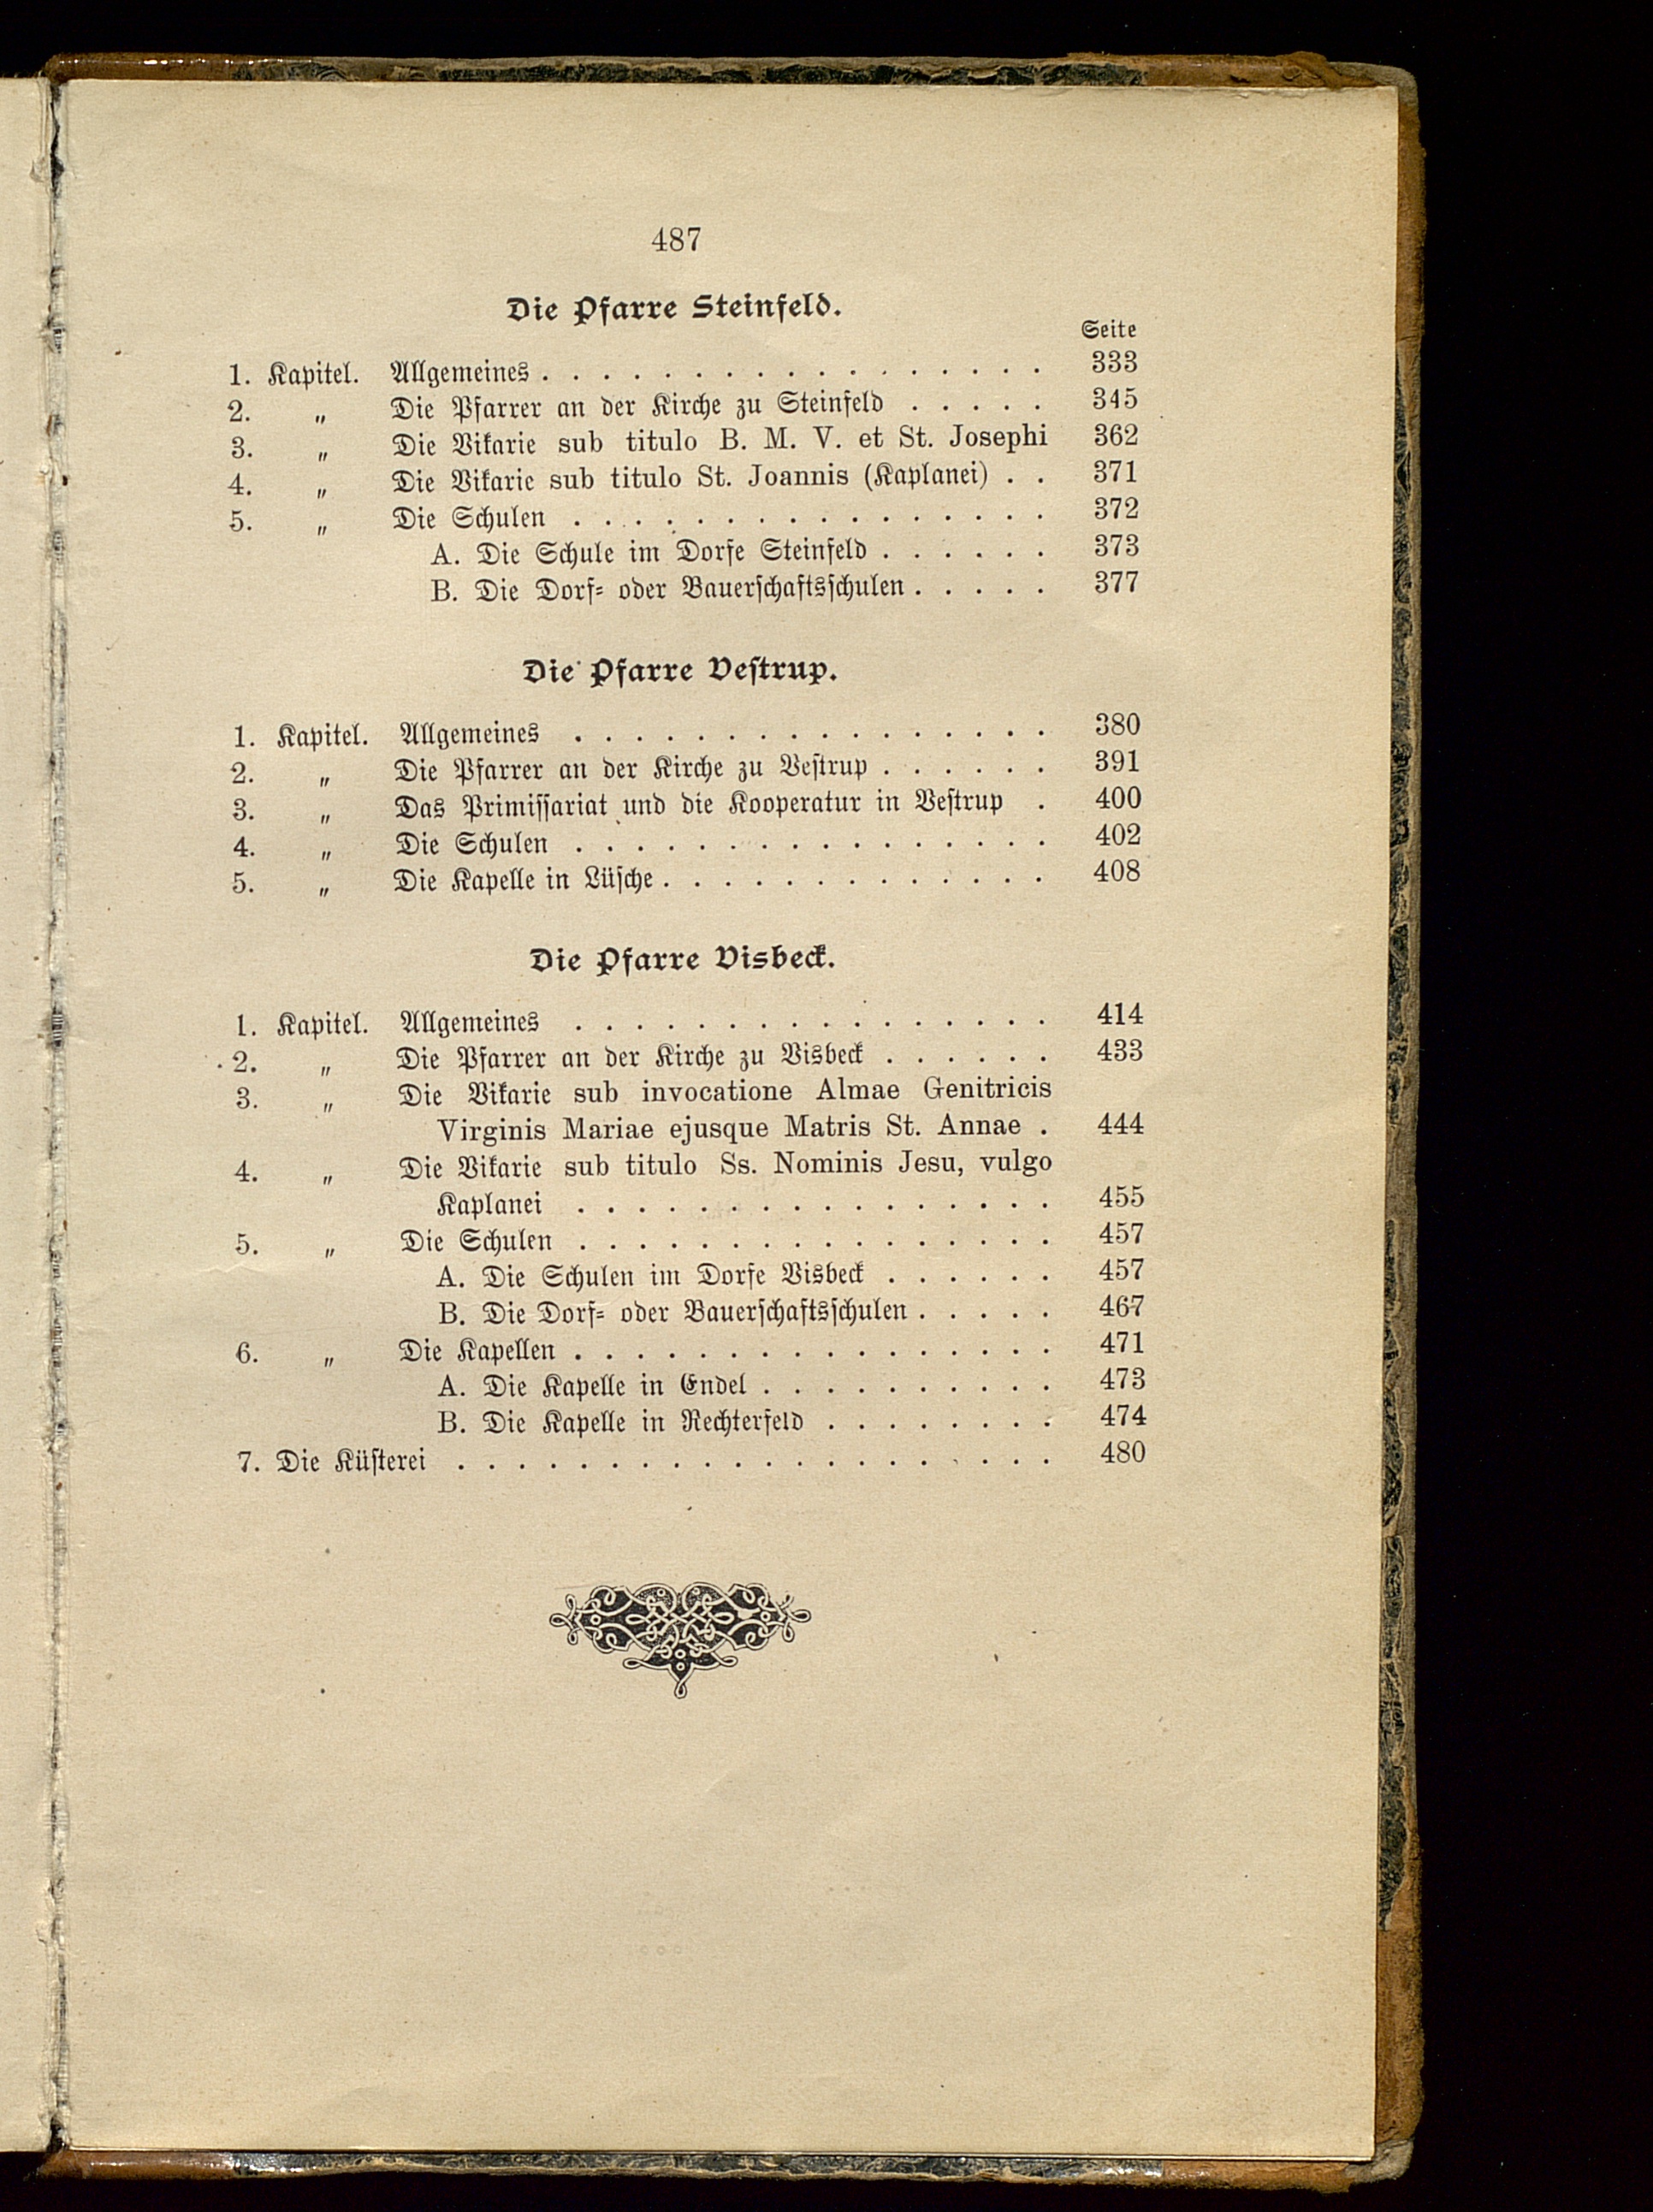 487
Die Pfarre Steinfeld.
Seite
1. Kapitel. Allgemeines . . . . . . . . . . . . . . . . . 333
2. „ Die Pfarrer an der Kirche zu Steinfeld . . . . . 345
3. „ Die Vikarie sub titulo B. M. V. et St. Josephi 362
4. „ Die Vikarie sub titulo St. Joannis (Kaplanei) . . 371
5. „ Die Schulen . . . . . . . . . . . . . . . . 372
A. Die Schule im Dorfe Steinfeld . . . . . . 373
B. Die Dorf- oder Bauerschaftsschulen . . . . . 377
Die Pfarre Vestrup.
1. Kapitel. Allgemeines . . . . . . . . . . . . . . . . 380
2. „ Die Pfarrer an der Kirche zu Vestrup . . . . . . 391
3. „ Das Primissariat und die Kooperatur in Vestrup . 400
4. „ Die Schulen . . . . . . . . . . . . . . . . 402
5. „ Die Kapelle in Lüsche . . . . . . . . . . . . . 408
Die Pfarre Visbeck.
1. Kapitel. Allgemeines . . . . . . . . . . . . . . . . 414
2. „ Die Pfarrer an der Kirche zu Visbeck . . . . . . 433
3. „ Die Vikarie sub invocatione Almae Genitricis
Virginis Mariae ejusque Matris St. Annae . 444
4. „ Die Vikarie sub titulo Ss. Nominis Jesu, vulgo
Kaplanei . . . . . . . . . . . . . . . . 455
5. „ Die Schulen . . . . . . . . . . . . . . . . 457
A. Die Schulen im Dorfe Visbeck . . . . . . 457
B. Die Dorf- oder Bauerschaftsschulen . . . . . 467
6. „ Die Kapellen . . . . . . . . . . . . . . . . 471
A. Die Kapelle in Endel . . . . . . . . . . 473
B. Die Kapelle in Rechterfeld . . . . . . . . 474
7. Die Küsterei . . . . . . . . . . . . . . . . . . . . 480